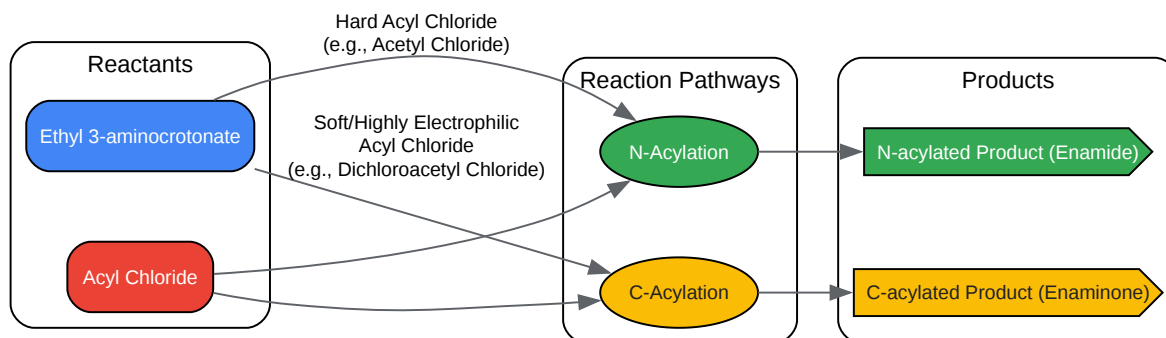 Hard Acyl Chloride
(e.g., Acetyl Chloride)
Reactants
Reaction Pathways
Products
Ethyl 3-aminocrotonate
Soft/Highly Electrophilic
Acyl Chloride
(e.g., Dichloroacetyl Chloride)
N-Acylation
N-acylated Product (Enamide)
Acyl Chloride
C-Acylation
C-acylated Product (Enaminone)